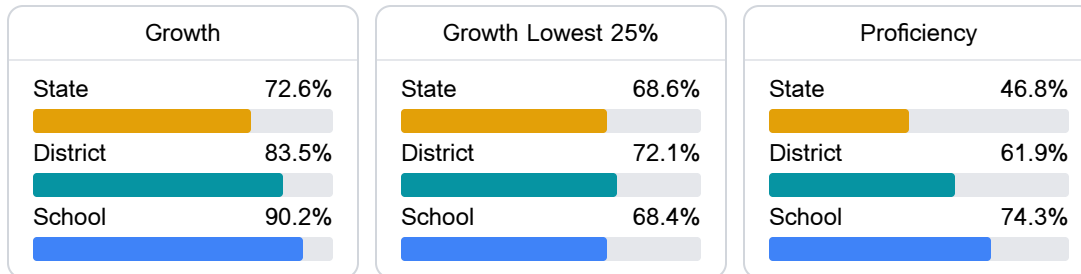 Growth
State 72.6%
District 83.5%
School 90.2%
Growth Lowest 25%
State 68.6%
District 72.1%
School 68.4%
Proficiency
State 46.8%
District 61.9%
School 74.3%